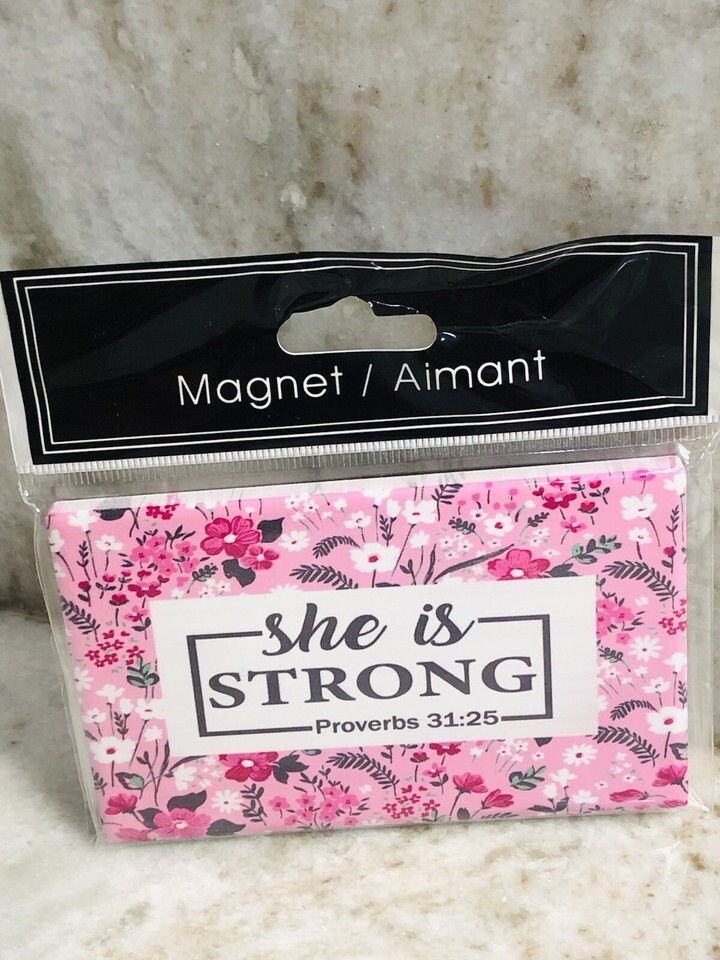 Magnet / Aimant
she is
STRONG
Proverbs 31:25